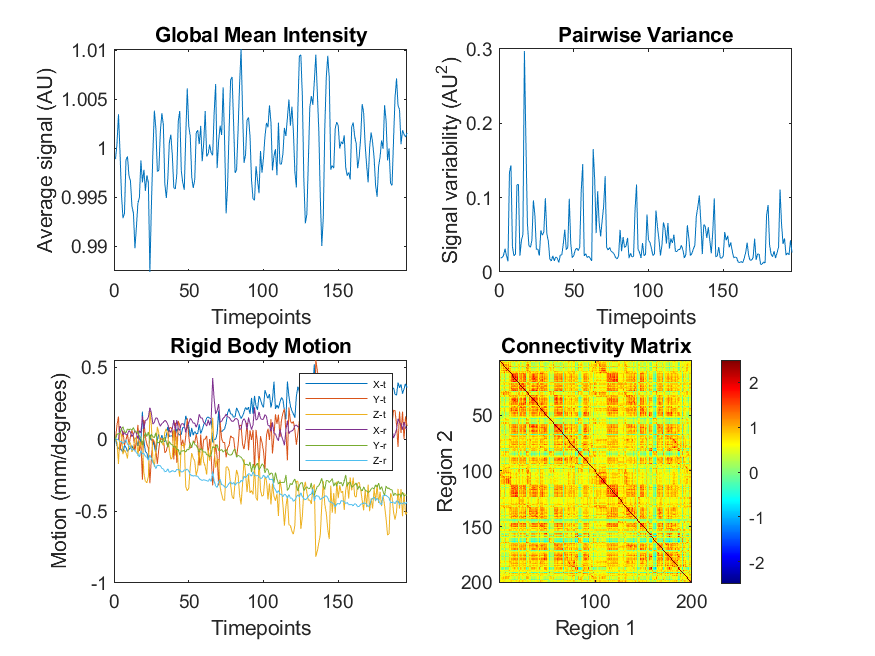 Global Mean Intensity
Average signal (AU)
1.01
1.005
1
0.995
0.99
0
50
100
150
Timepoints
Pairwise Variance
Signal variability (AU²)
0.3
0.2
0.1
0
0
50
100
150
Timepoints
Rigid Body Motion
Motion (mm/degrees)
0.5
0
-0.5
-1
0
50
100
150
Timepoints
X-t
Y-t
Z-t
X-r
Y-r
Z-r
Connectivity Matrix
Region 2
50
100
150
200
100
200
Region 1
2
1
0
-1
-2